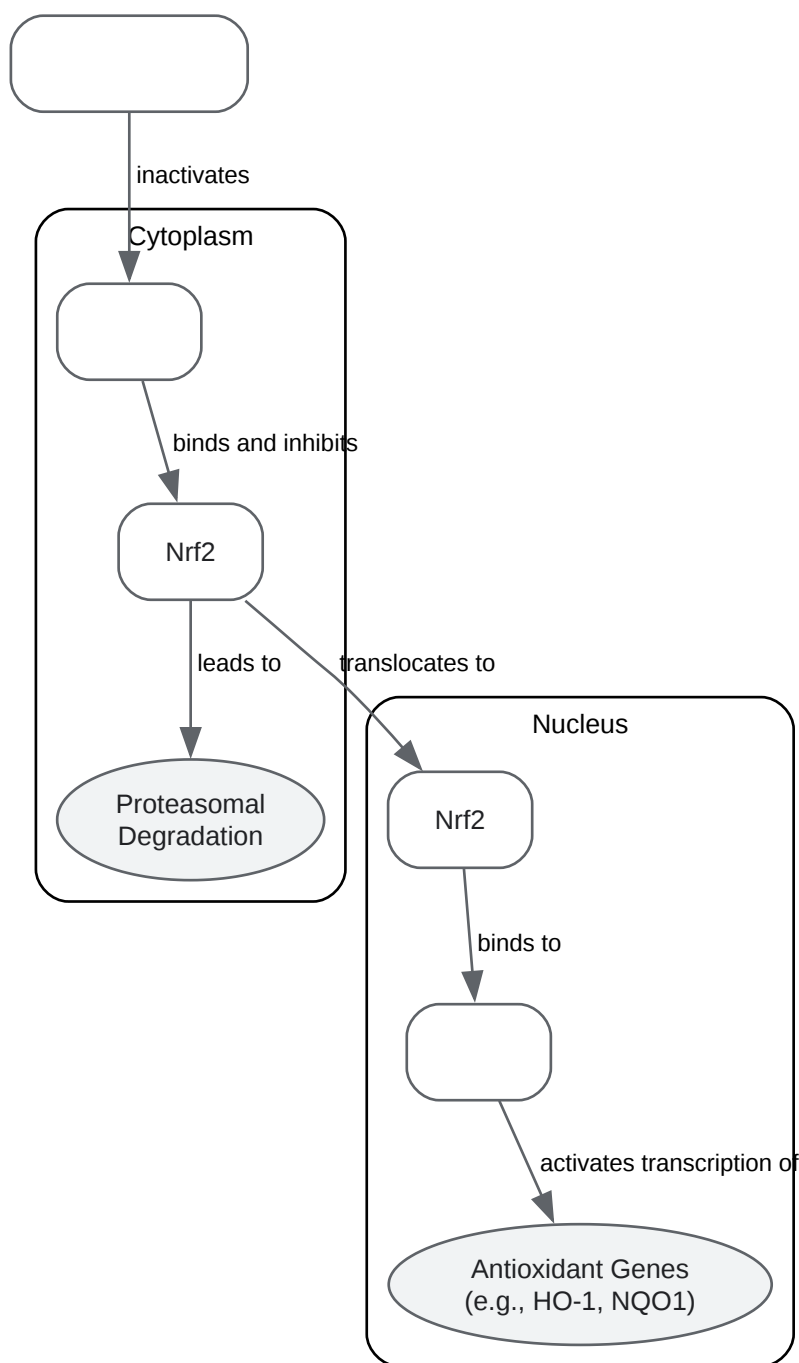 inactivates
Cytoplasm
binds and inhibits
Nrf2
leads to
translocates to
Nucleus
Proteasomal
Degradation
Nrf2
binds to
activates transcription of
Antioxidant Genes
(e.g., HO-1, NQO1)